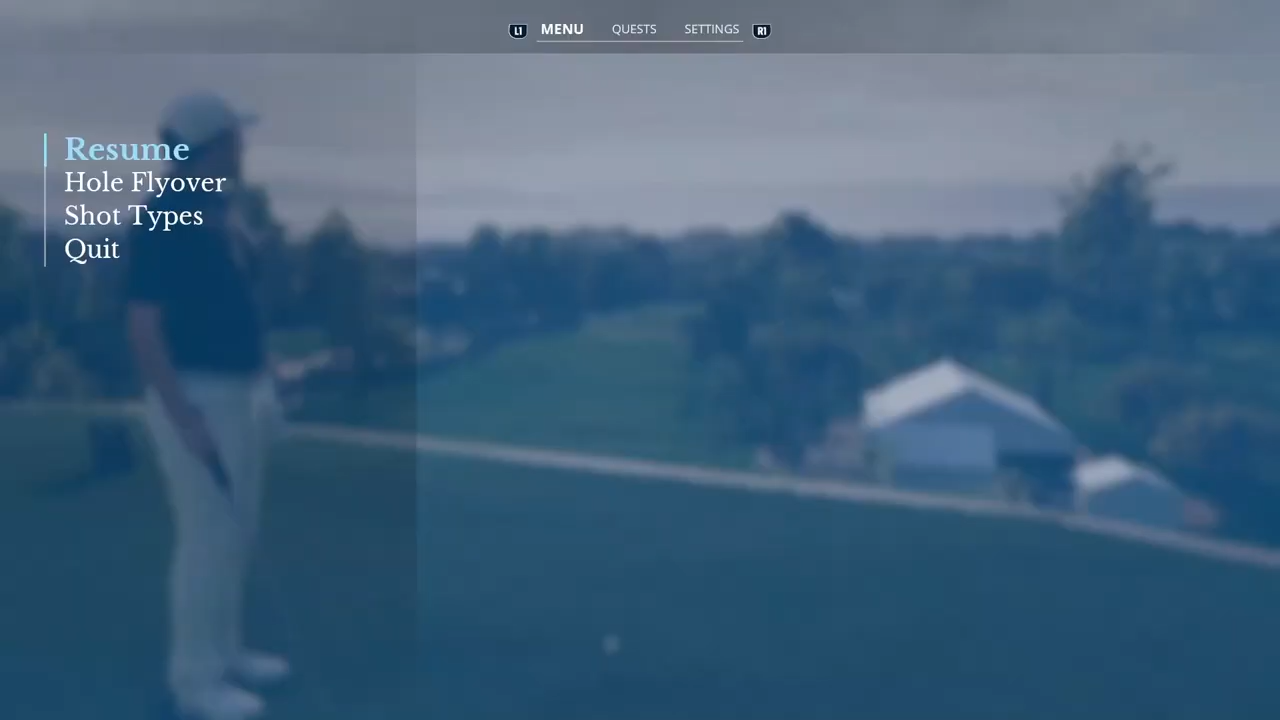 L1 MENU QUESTS SETTINGS R1
Resume
Hole Flyover
Shot Types
Quit